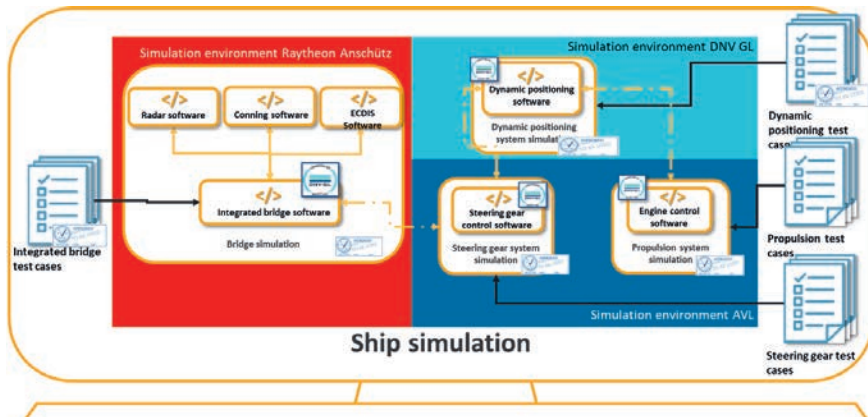 Simulation environment Raytheon Anschütz
Simulation environment DNV GL
</>
Radar software
</>
Conning software
</>
ECDIS
Software
</>
Dynamic positioning
software
Dynamic positioning
system simulation
Dynamic
positioning test
cases
</>
Integrated bridge software
Bridge simulation
Integrated bridge
test cases
</>
Steering gear
control software
Steering gear system
simulation
</>
Engine control
software
Propulsion system
simulation
Propulsion test
cases
Simulation environment AVL
Steering gear test
cases
Ship simulation